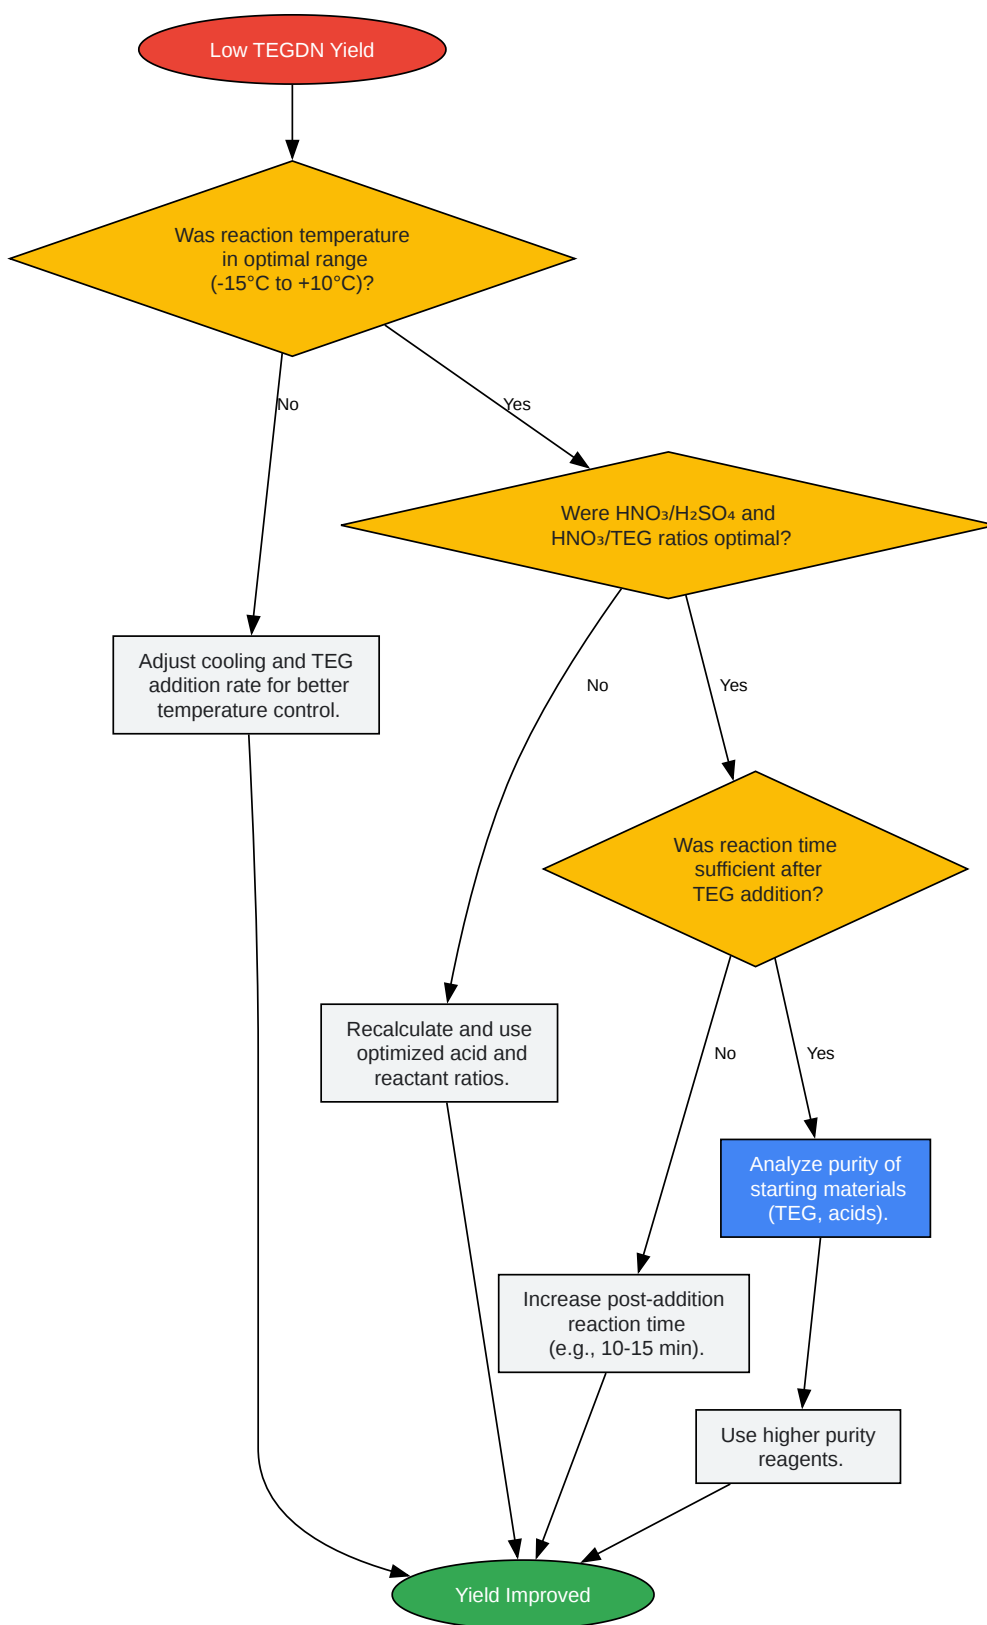 Low TEGDN Yield
Was reaction temperature
in optimal range
(-15°C to +10°C)?
No
Yes
Were HNO₃/H₂SO₄ and
HNO₃/TEG ratios optimal?
Adjust cooling and TEG
addition rate for better
temperature control.
No
Yes
Was reaction time
sufficient after
TEG addition?
Recalculate and use
optimized acid and
reactant ratios.
No
Yes
Analyze purity of
starting materials
(TEG, acids).
Increase post-addition
reaction time
(e.g., 10-15 min).
Use higher purity
reagents.
Yield Improved